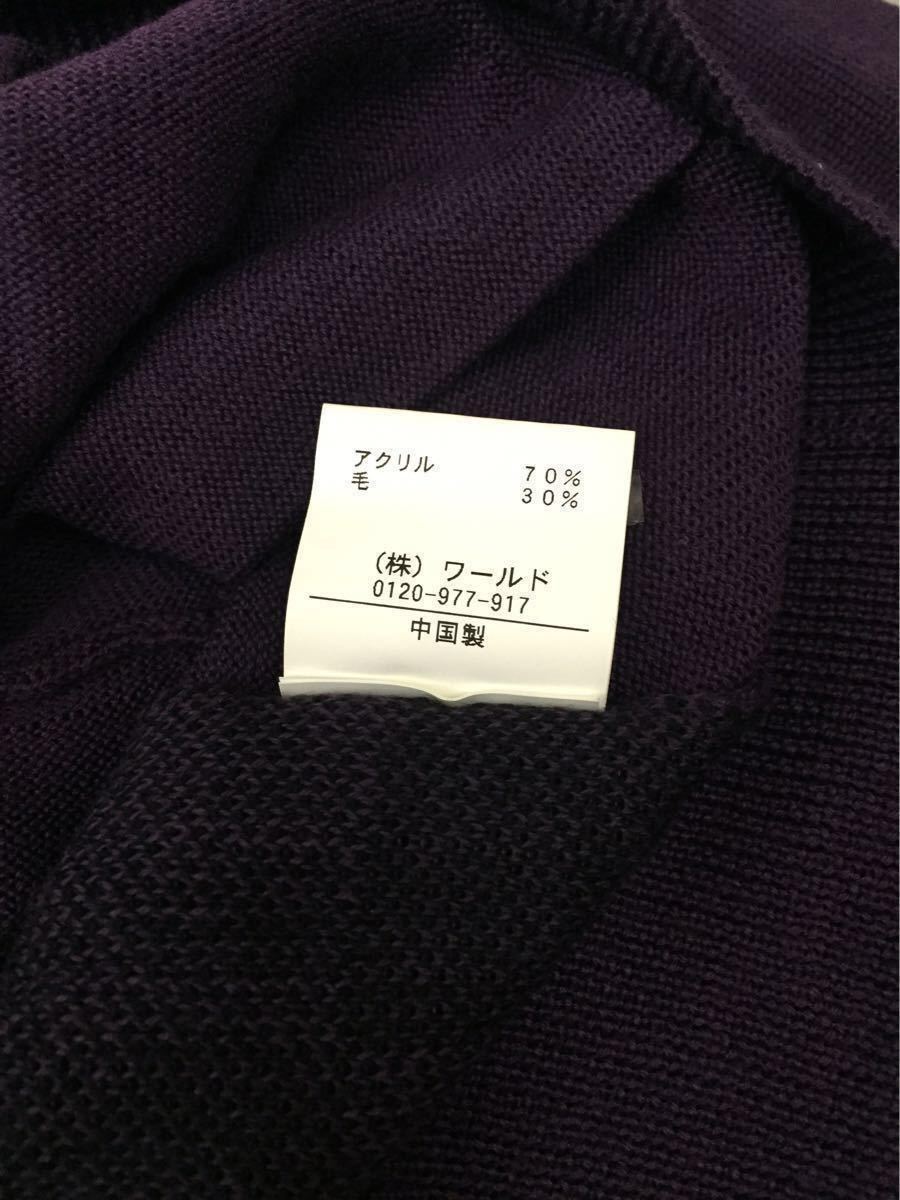 アクリル 70%
毛 30%
(株) ワールド
0120-977-917
中国製